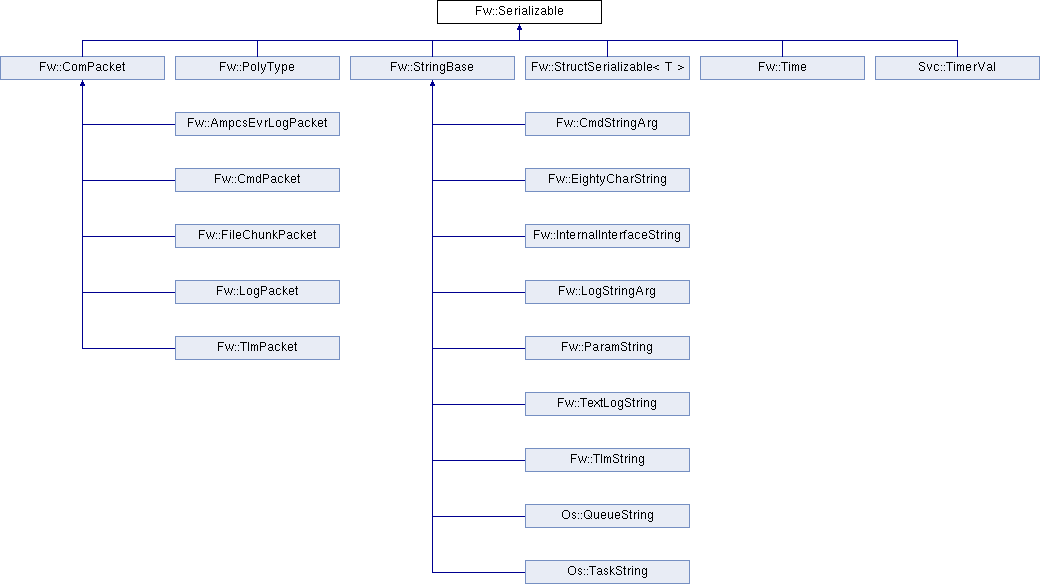 Fw::Serializable
Fw::ComPacket
Fw::PolyType
Fw::StringBase
Fw::StructSerializable< T >
Fw::Time
Svc::TimerVal
Fw::AmpcsEvrLogPacket
Fw::CmdStringArg
Fw::CmdPacket
Fw::EightyCharString
Fw::FileChunkPacket
Fw::InternalInterfaceString
Fw::LogPacket
Fw::LogStringArg
Fw::TlmPacket
Fw::ParamString
Fw::TextLogString
Fw::TlmString
Os::QueueString
Os::TaskString